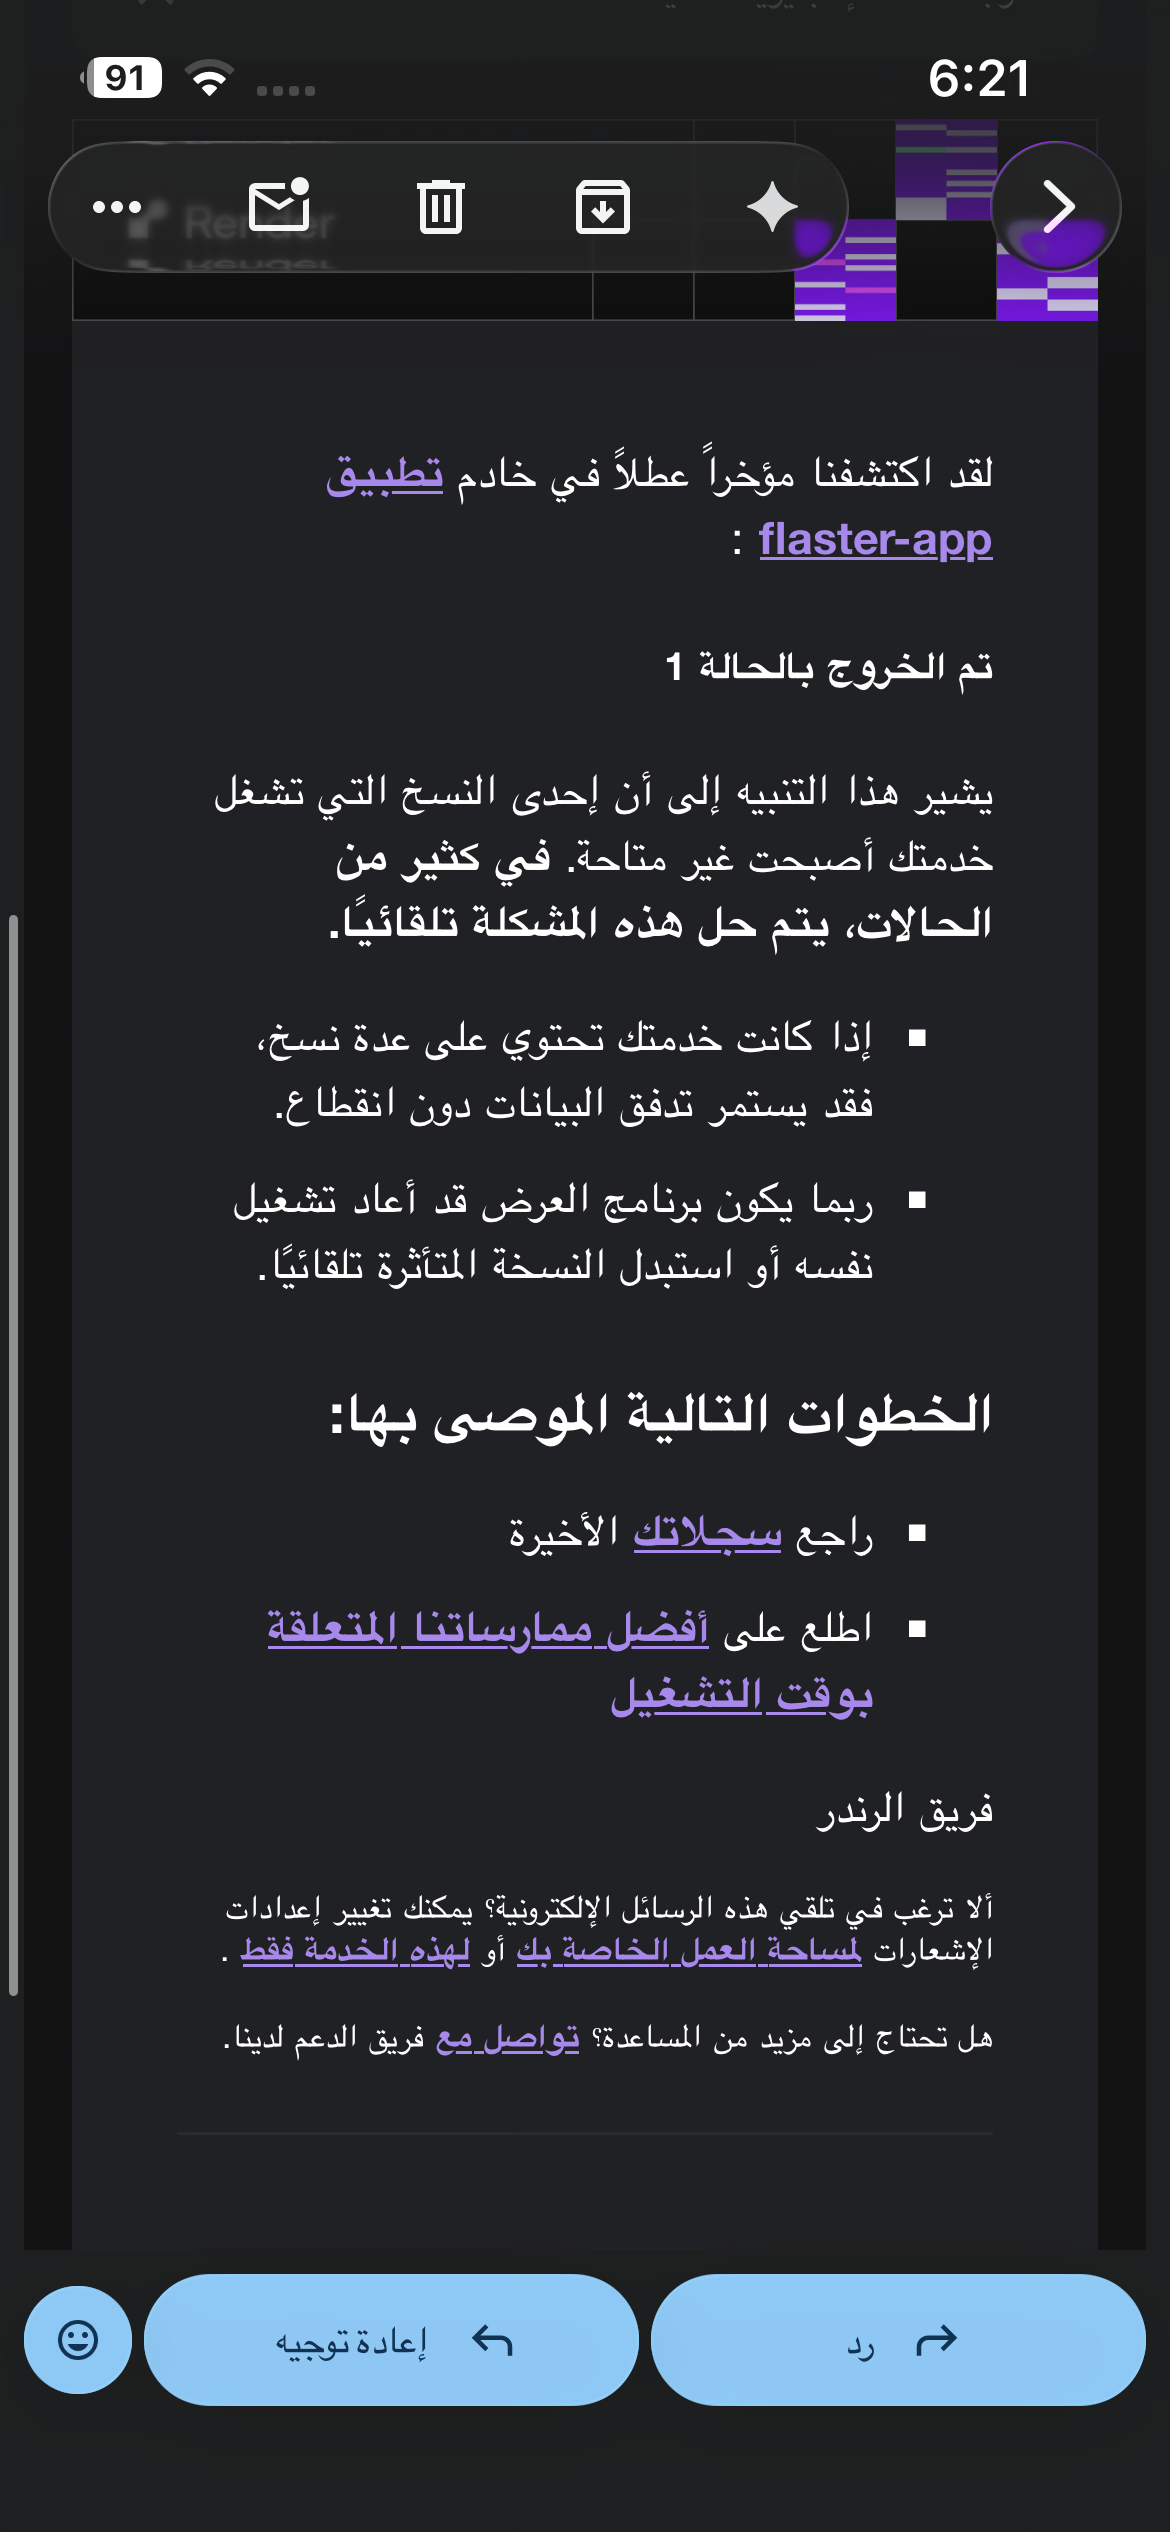 91
6:21
Render
لقد اكتشفنا مؤخراً عطلاً في خادم تطبيق
flaster-app :
تم الخروج بالحالة 1
يشير هذا التنبيه إلى أن إحدى النسخ التي تشغل
خدمتك أصبحت غير متاحة. في كثير من
الحالات، يتم حل هذه المشكلة تلقائيًا.
▪ إذا كانت خدمتك تحتوي على عدة نسخ،
فقد يستمر تدفق البيانات دون انقطاع.
▪ ربما يكون برنامج العرض قد أعاد تشغيل
نفسه أو استبدل النسخة المتأثرة تلقائيًا.
الخطوات التالية الموصى بها:
▪ راجع سجلاتك الأخيرة
▪ اطلع على أفضل ممارساتنا المتعلقة
بوقت التشغيل
فريق الرندر
ألا ترغب في تلقي هذه الرسائل الإلكترونية؟ يمكنك تغيير إعدادات
الإشعارات لمساحة العمل الخاصة بك أو لهذه الخدمة فقط .
هل تحتاج إلى مزيد من المساعدة؟ تواصل مع فريق الدعم لدينا.
رد
إعادة توجيه